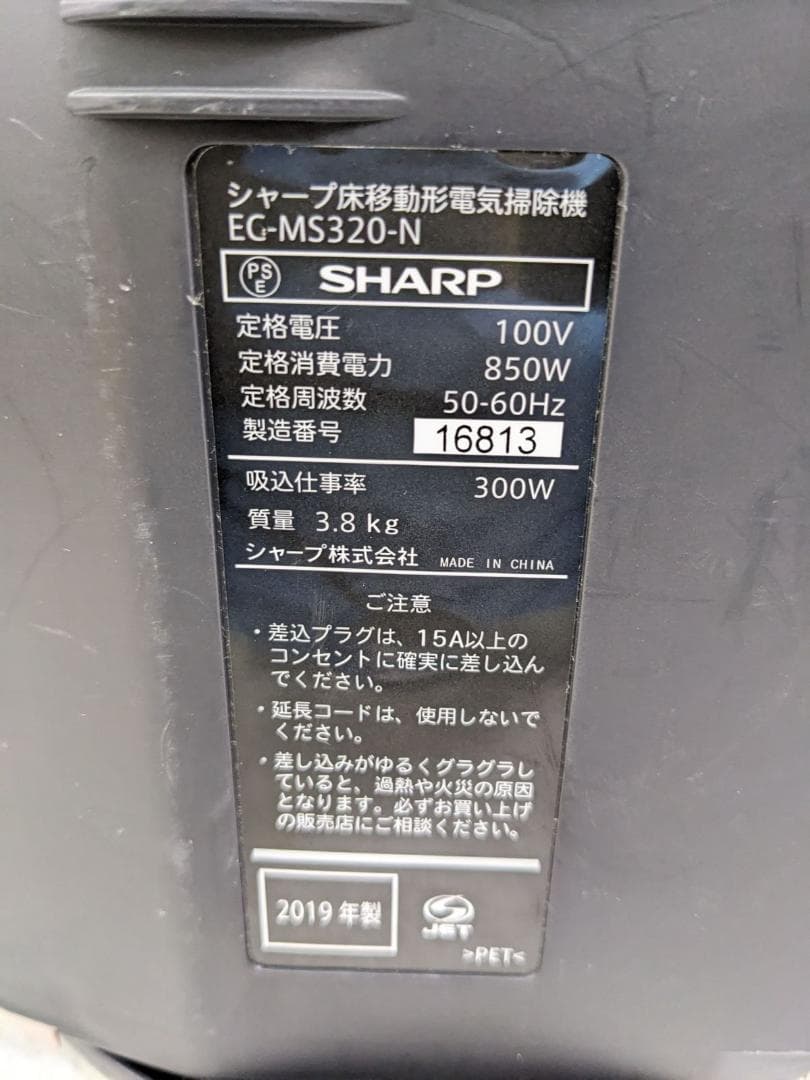 シャープ床移動形電気掃除機
EC-MS320-N
PSE SHARP
定格電圧 100V
定格消費電力 850W
定格周波数 50-60Hz
製造番号 16813
吸込仕事率 300W
質量 3.8kg
シャープ株式会社 MADE IN CHINA
ご注意
・差込プラグは、15A以上の
コンセントに確実に差し込ん
でください。
・延長コードは、使用しないで
ください。
・差し込みがゆるくグラグラし
ていると、過熱や火災の原因
となります。必ずお買い上げ
の販売店にご相談ください。
2019年製 JET
>PET<